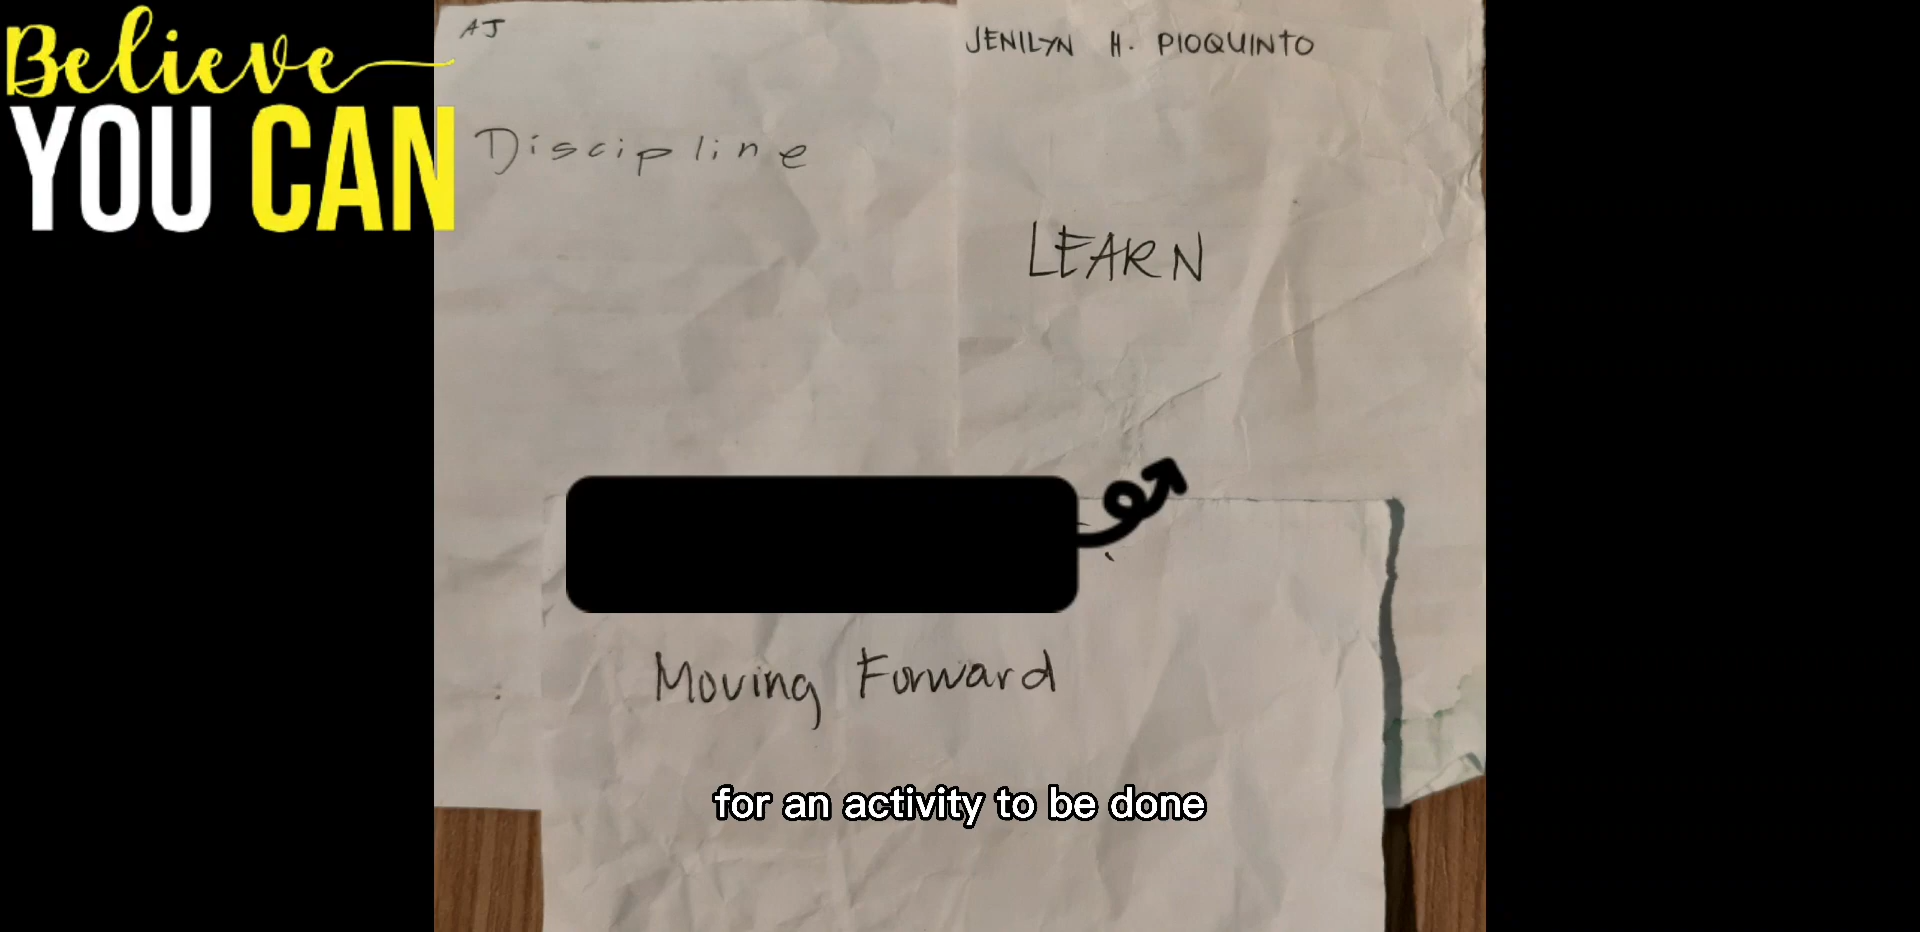 Believe
YOU CAN
AJ
Discipline
JENILYN H. PIOQUINTO
LEARN
Moving Forward
for an activity to be done